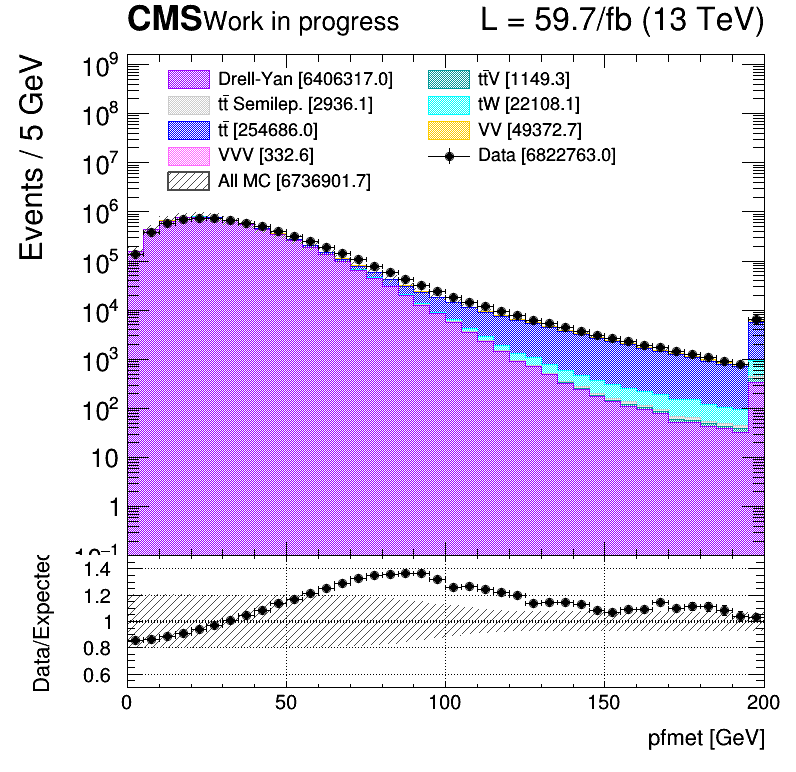 CMS Work in progress L = 59.7/fb (13 TeV)
Events / 5 GeV
10⁹
10⁸
10⁷
10⁶
10⁵
10⁴
10³
10²
10
1
10⁻¹
Drell-Yan [6406317.0]
tt̄ Semilep. [2936.1]
tt̄ [254686.0]
VVV [332.6]
All MC [6736901.7]
tt̄V [1149.3]
tW [22108.1]
VV [49372.7]
Data [6822763.0]
Data/Expected
1.4
1.2
1
0.8
0.6
0 50 100 150 200
pfmet [GeV]